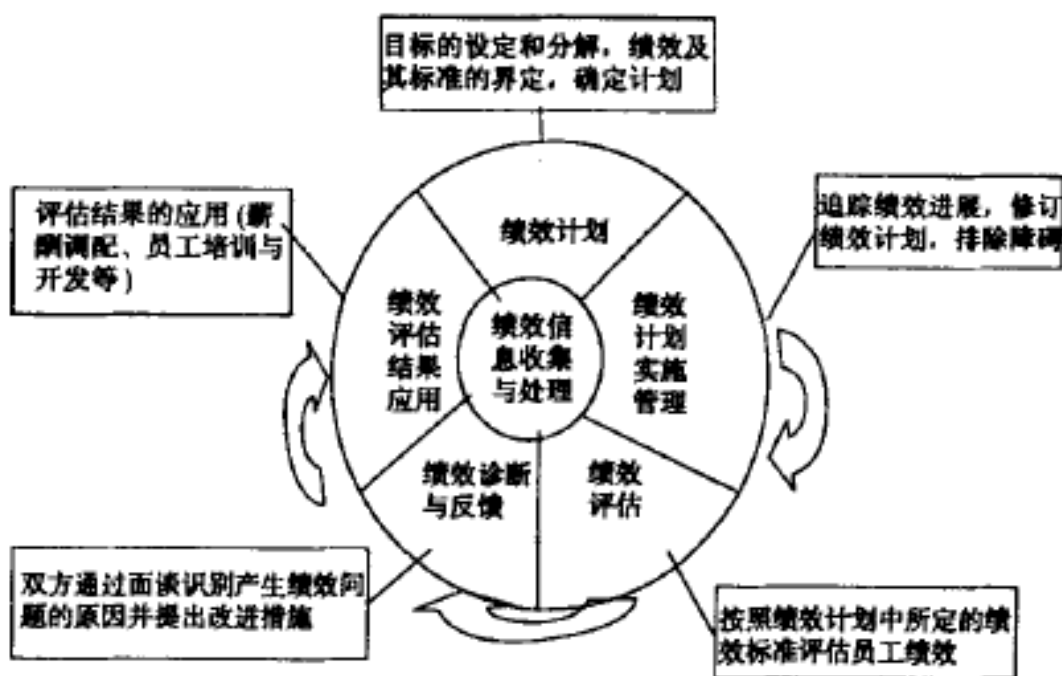 目标的设定和分解，绩效及
其标准的界定，确定计划
评估结果的应用(薪
酬调配、员工培训与
开发等)
追踪绩效进展，修订
绩效计划，排除障碍
绩效计划
绩效
评估
结果
应用
绩效信
息收集
与处理
绩效
计划
实施
管理
绩效诊断
与反馈
绩效
评估
双方通过面谈识别产生绩效问
题的原因并提出改进措施
按照绩效计划中所定的绩
效标准评估员工绩效